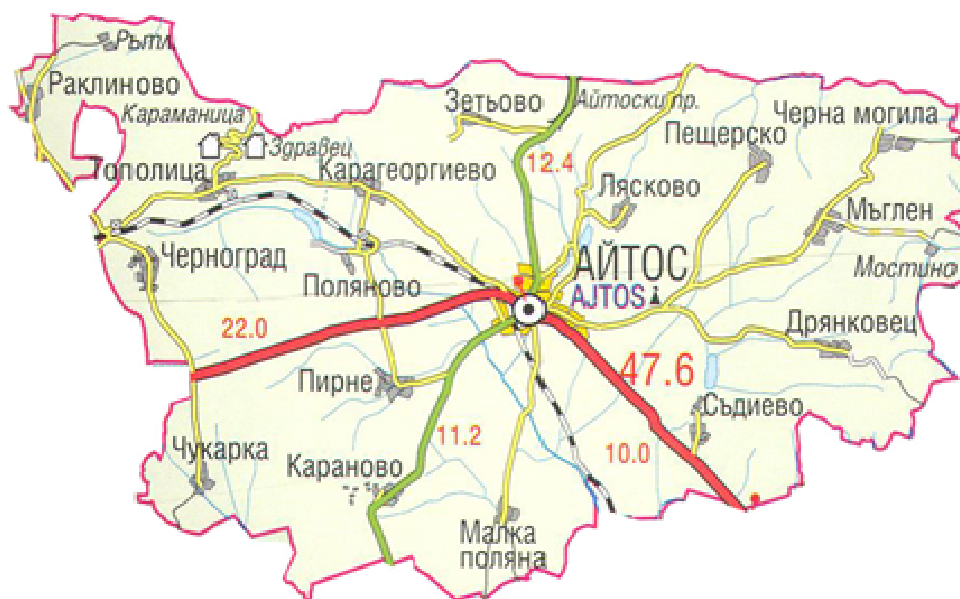 Рътл
Раклиново
Караманица
Здравец
Тополица
Карагеоргиево
Зетьово
Айтоски пр.
Черна могила
Пещерско
12.4
Лясково
Мъглен
Черноград
Поляново
АЙТОС
AJTOS
Мостино
22.0
Дрянковец
47.6
Пирне
Съдиево
11.2
10.0
Чукарка
Караново
Малка
поляна